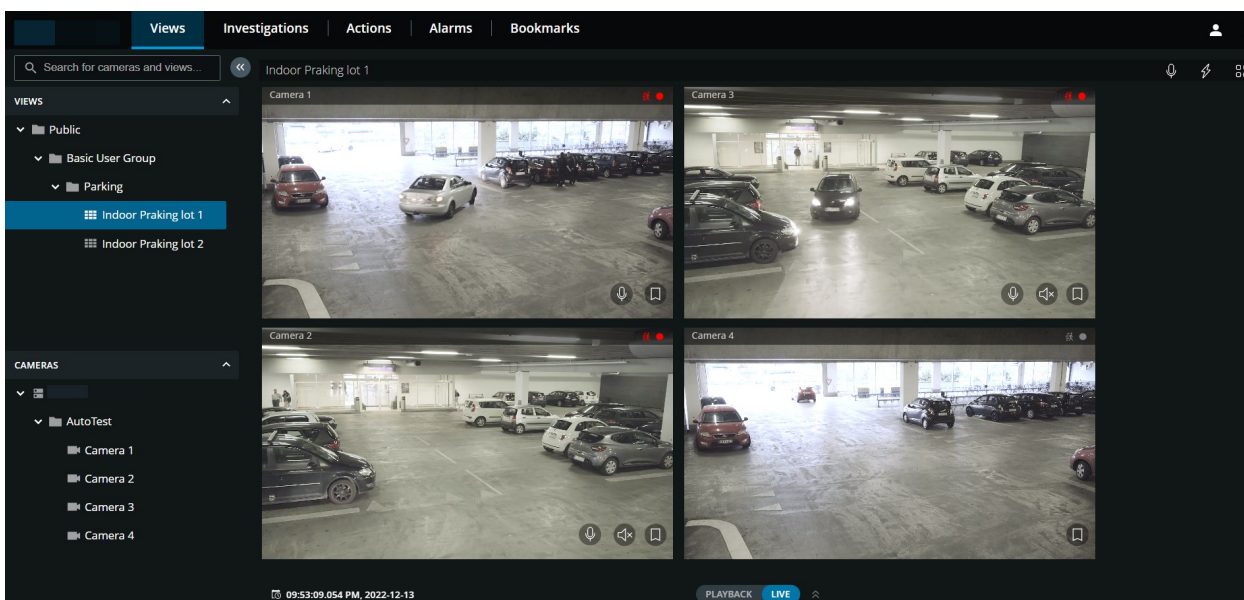 Views Investigations Actions Alarms Bookmarks
Search for cameras and views...
Indoor Praking lot 1
VIEWS
Public
Basic User Group
Parking
Indoor Praking lot 1
Indoor Praking lot 2
CAMERAS
AutoTest
Camera 1
Camera 2
Camera 3
Camera 4
Camera 1
Camera 3
Camera 2
Camera 4
09:53:09.054 PM, 2022-12-13
PLAYBACK LIVE